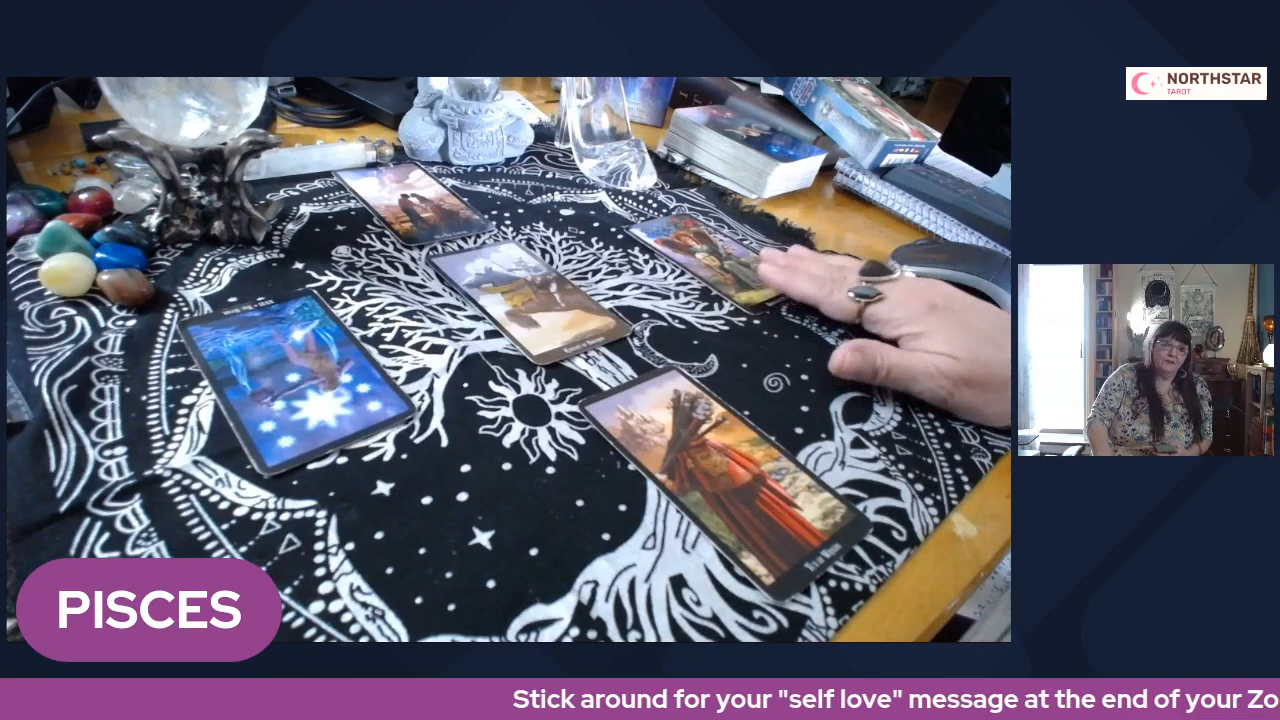 NORTHSTAR
TAROT
PISCES
Stick around for your "self love" message at the end of your Zo